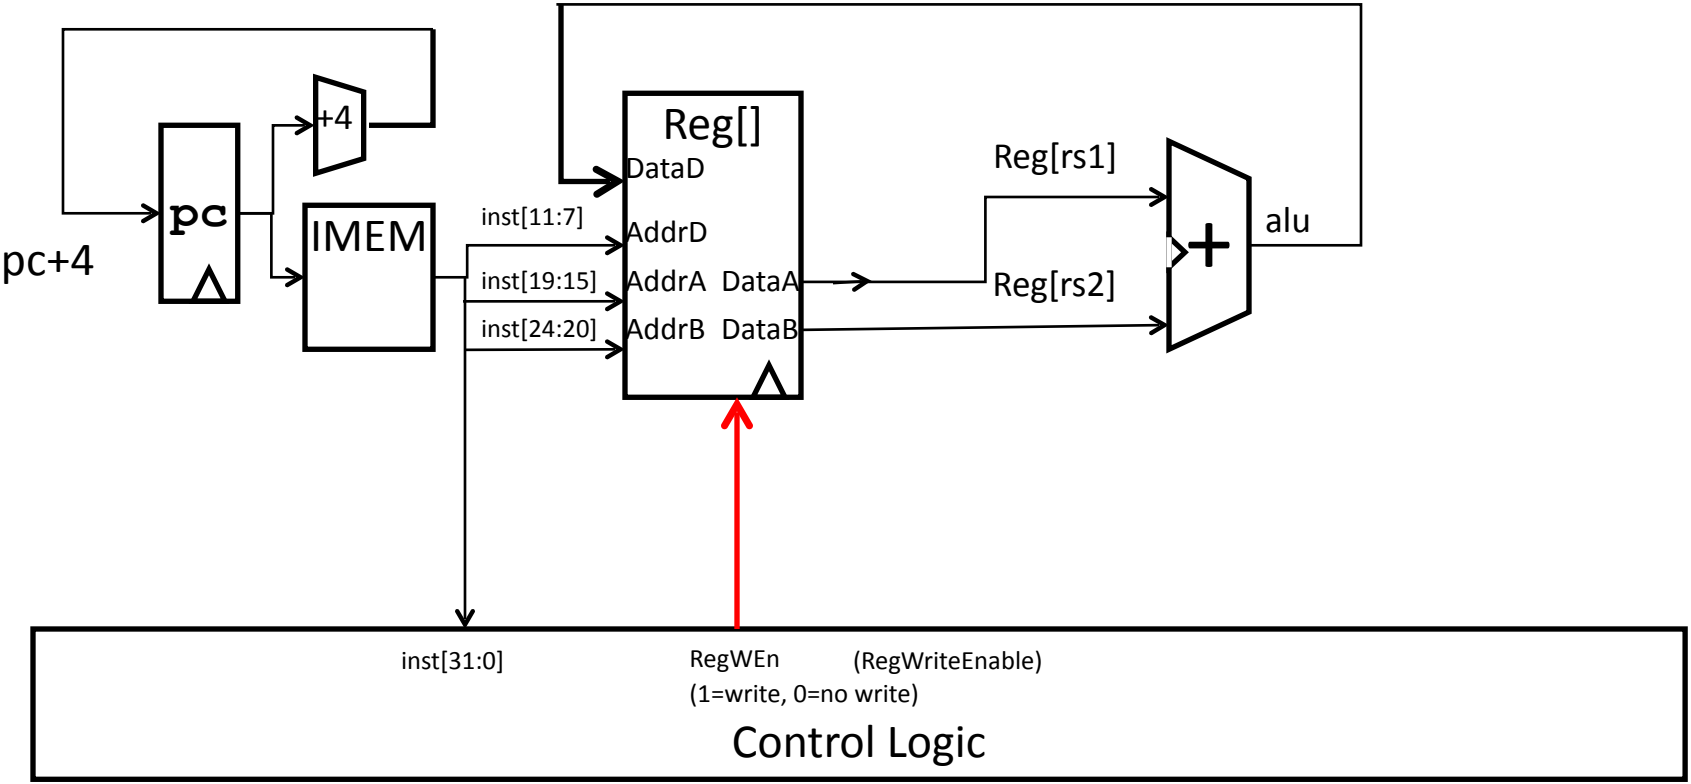 +4
pc
pc+4
IMEM
inst[11:7]
inst[19:15]
inst[24:20]
Reg[]
DataD
AddrD
AddrA DataA
AddrB DataB
Reg[rs1]
Reg[rs2]
+
alu
inst[31:0]
RegWEn (RegWriteEnable)
(1=write, 0=no write)
Control Logic